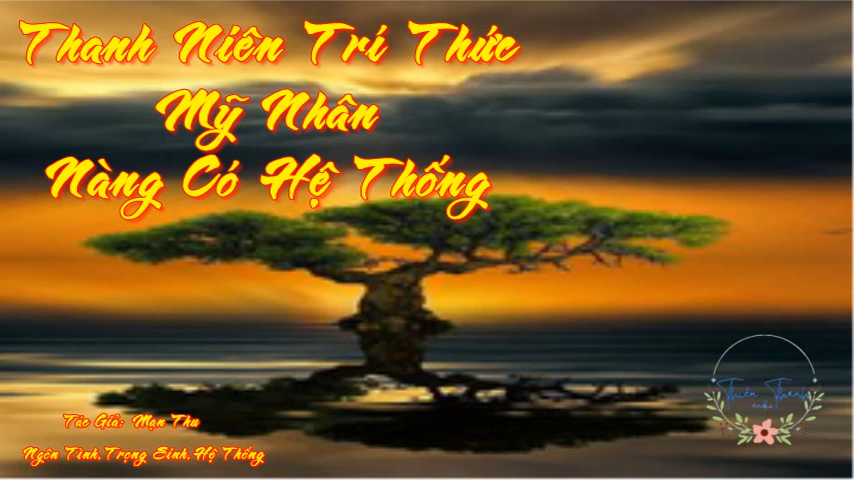 Thanh Niên Trí Thức
Mỹ Nhân
Nàng Có Hệ Thống
Tác Giả: Mạn Thu
Ngôn Tình, Trọng Sinh, Hệ Thống